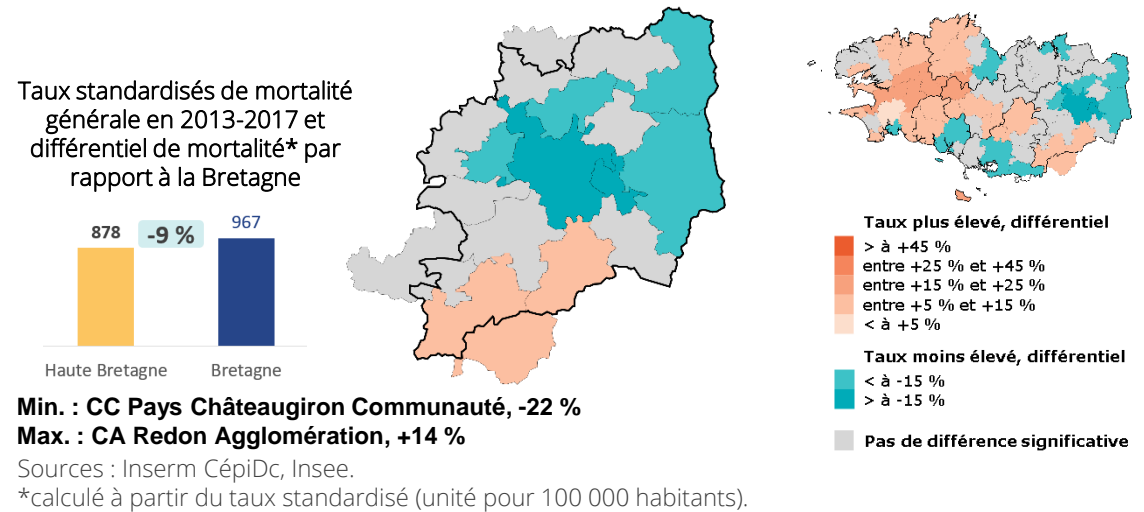 Taux standardisés de mortalité
générale en 2013-2017 et
différentiel de mortalité* par
rapport à la Bretagne
878
-9 %
967
Haute Bretagne
Bretagne
Min. : CC Pays Châteaugiron Communauté, -22 %
Max. : CA Redon Agglomération, +14 %
Sources : Inserm CépiDc, Insee.
*calculé à partir du taux standardisé (unité pour 100 000 habitants).
Taux plus élevé, différentiel
> à +45 %
entre +25 % et +45 %
entre +15 % et +25 %
entre +5 % et +15 %
< à +5 %
Taux moins élevé, différentiel
< à -15 %
> à -15 %
Pas de différence significative